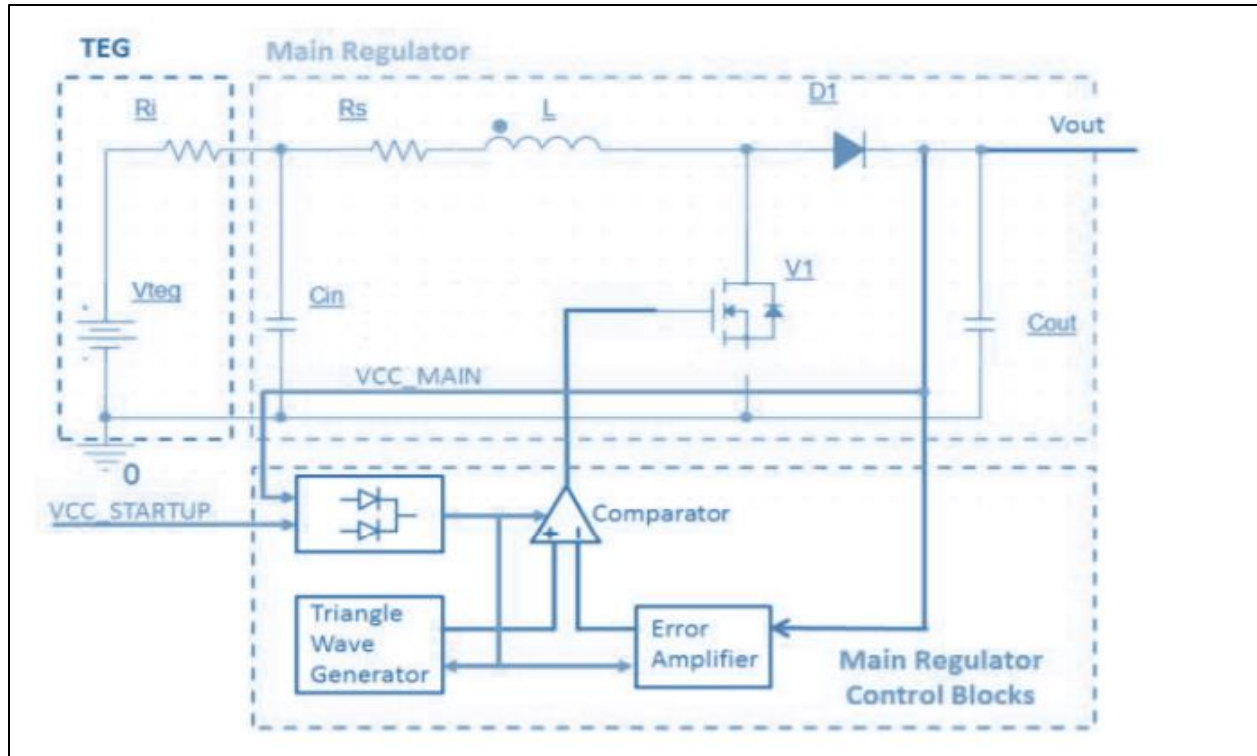 TEG
Main Regulator
Ri
Rs
L
D1
Vout
Vteg
Cin
V1
Cout
VCC_MAIN
0
VCC_STARTUP
Comparator
+
-
Triangle
Wave
Generator
Error
Amplifier
Main Regulator
Control Blocks